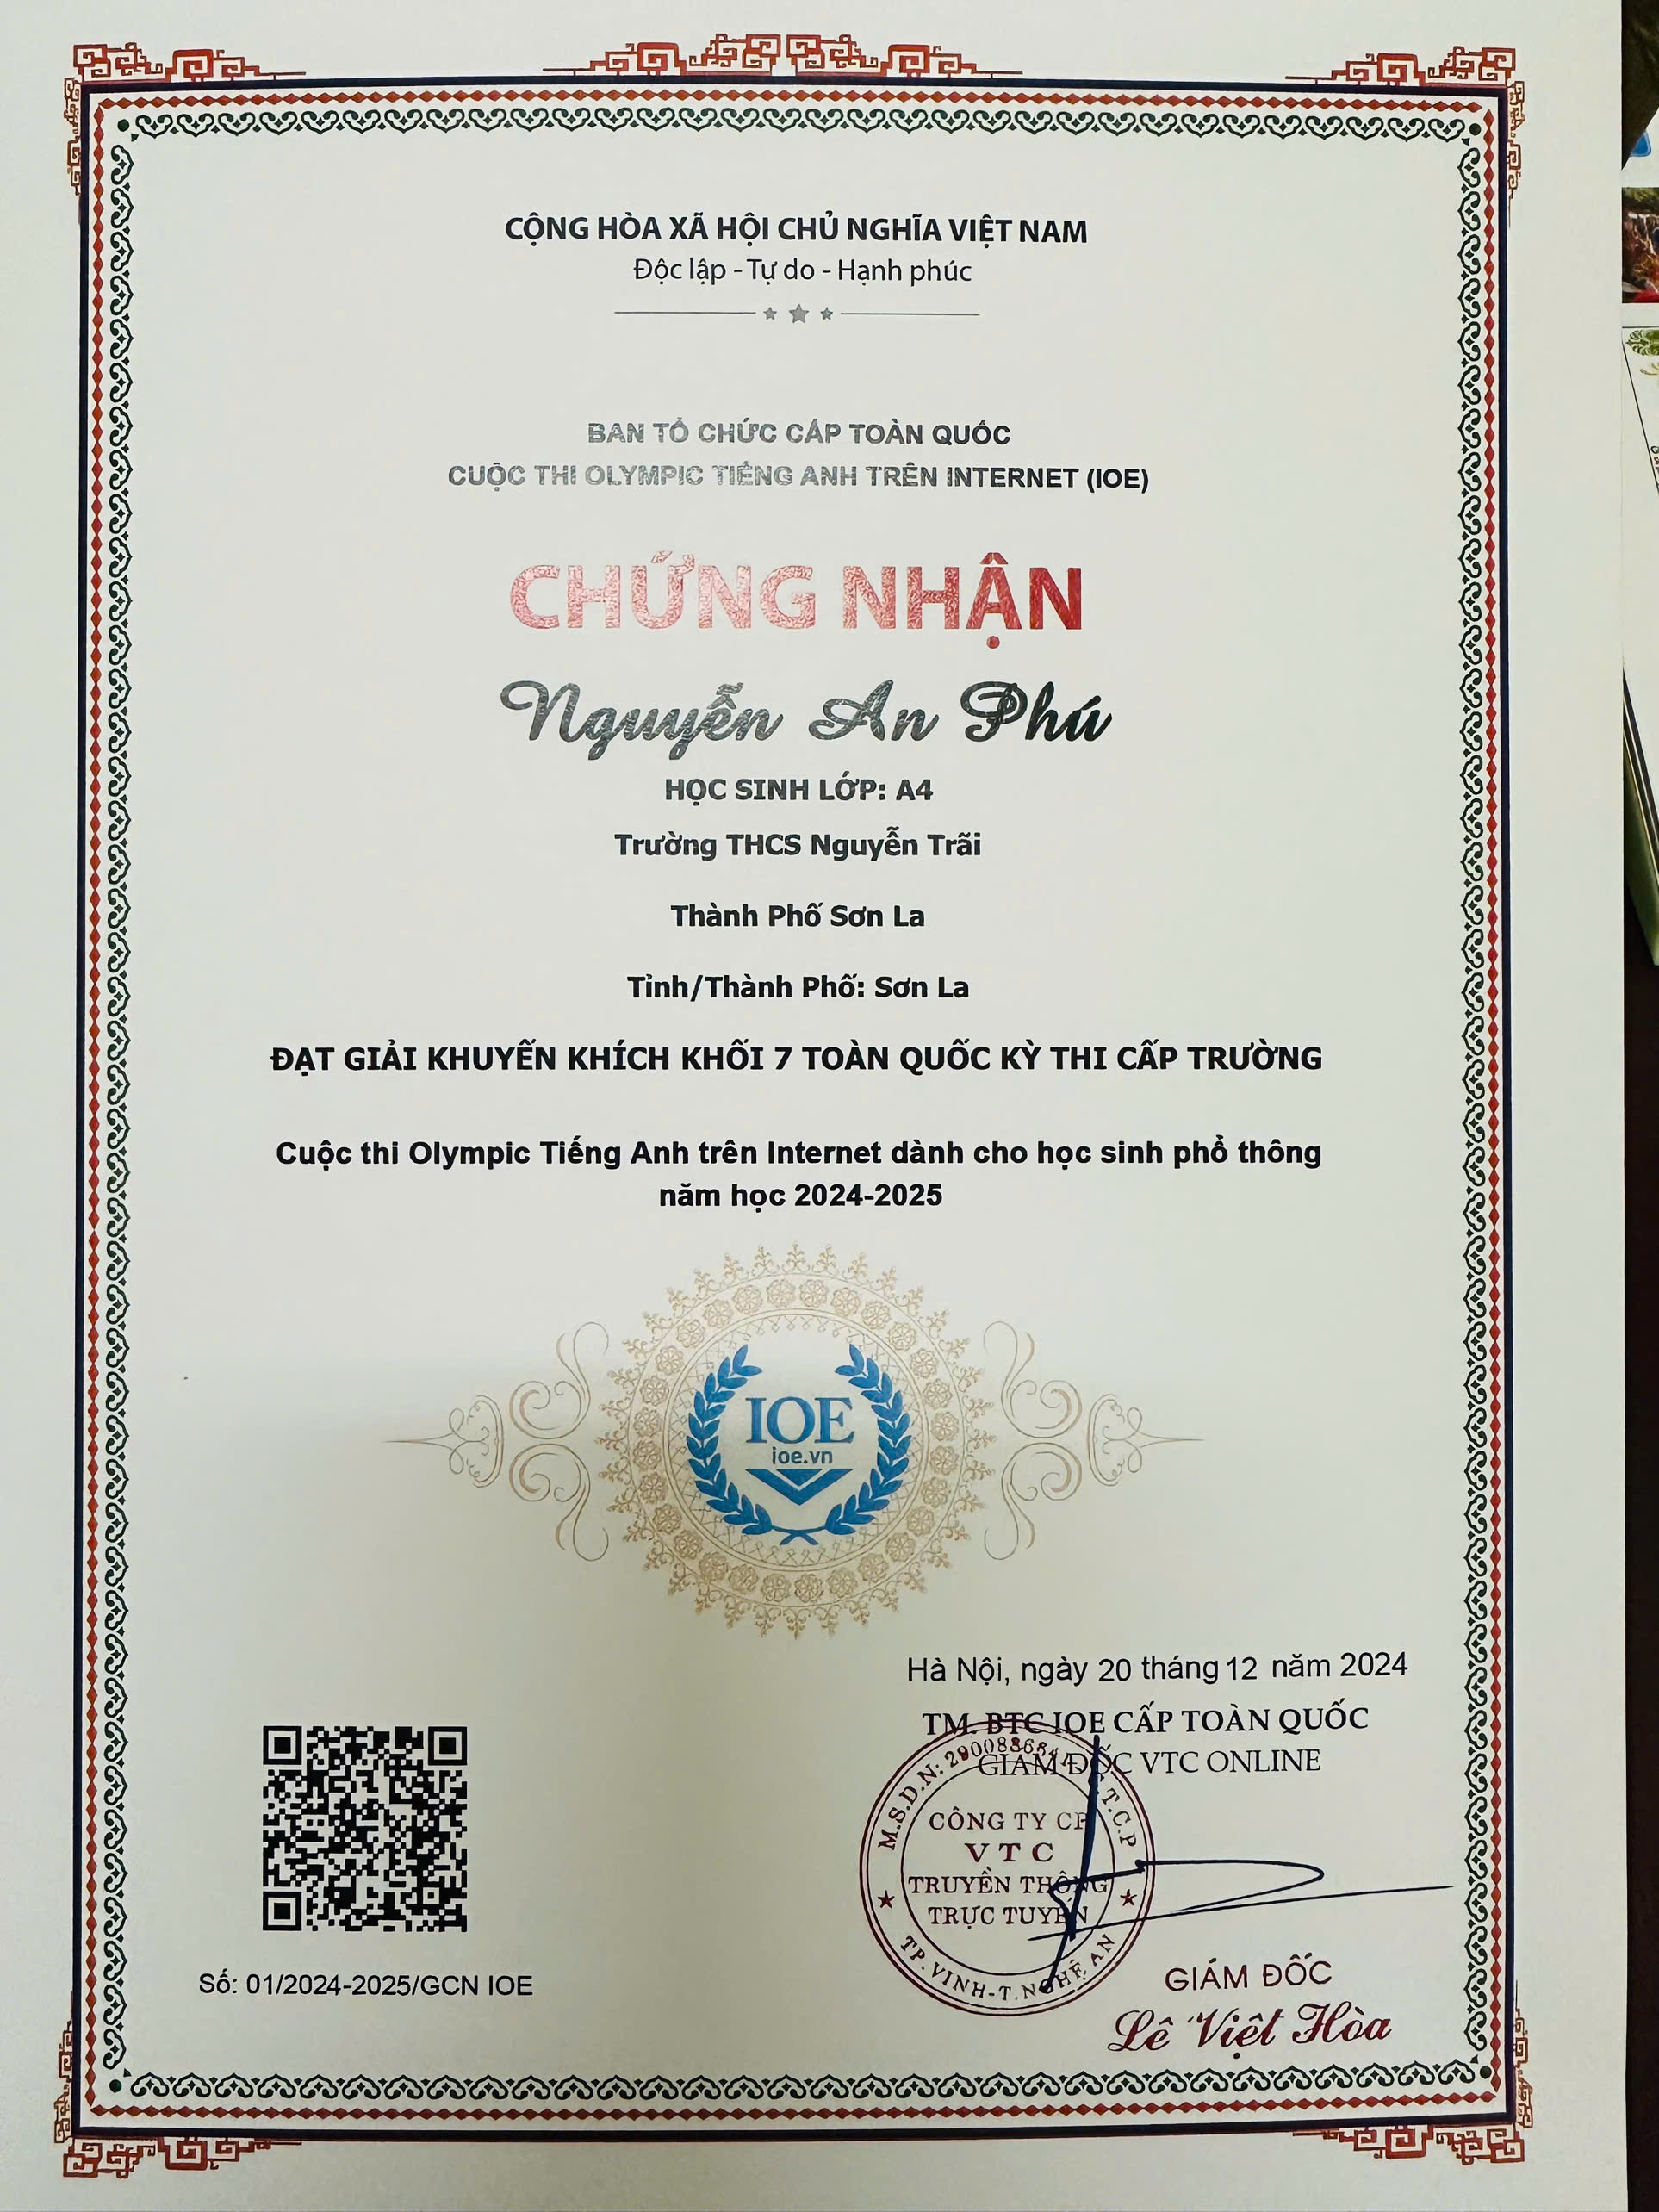 CỘNG HÒA XÃ HỘI CHỦ NGHĨA VIỆT NAM
Độc lập - Tự do - Hạnh phúc
BAN TỔ CHỨC CẤP TOÀN QUỐC
CUỘC THI OLYMPIC TIẾNG ANH TRÊN INTERNET (IOE)
CHỨNG NHẬN
Nguyễn An Phú
HỌC SINH LỚP: A4
Trường THCS Nguyễn Trãi
Thành Phố Sơn La
Tỉnh/Thành Phố: Sơn La
ĐẠT GIẢI KHUYẾN KHÍCH KHỐI 7 TOÀN QUỐC KỲ THI CẤP TRƯỜNG
Cuộc thi Olympic Tiếng Anh trên Internet dành cho học sinh phổ thông
năm học 2024-2025
IOE
ioe.vn
Hà Nội, ngày 20 tháng 12 năm 2024
TM. BTC IOE CẤP TOÀN QUỐC
GIÁM ĐỐC VTC ONLINE
M.S.D.N:
T.C.P
CÔNG TY CP
VTC
TRUYỀN THÔNG
TRỰC TUYẾN
TP. VINH-T.NGHỆ AN
Số: 01/2024-2025/GCN IOE
GIÁM ĐỐC
Lê Việt Hòa